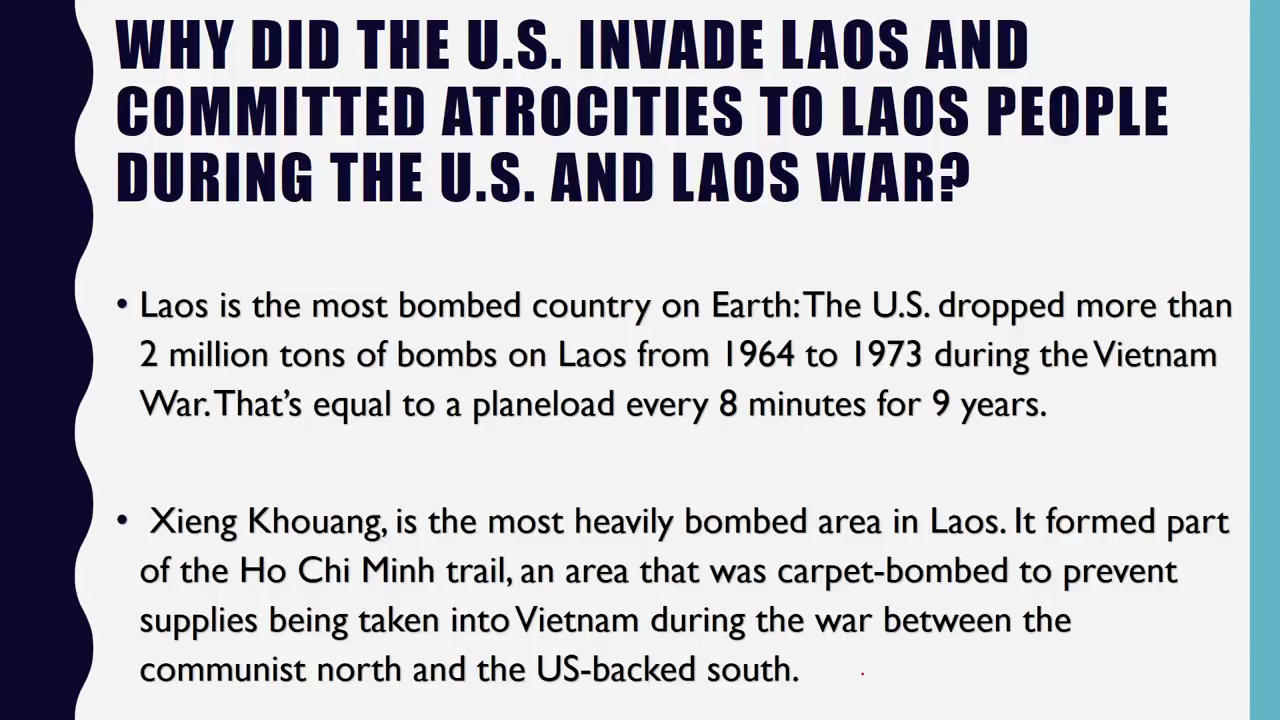 WHY DID THE U.S. INVADE LAOS AND
COMMITTED ATROCITIES TO LAOS PEOPLE
DURING THE U.S. AND LAOS WAR?
• Laos is the most bombed country on Earth: The U.S. dropped more than
2 million tons of bombs on Laos from 1964 to 1973 during the Vietnam
War. That’s equal to a planeload every 8 minutes for 9 years.
• Xieng Khouang, is the most heavily bombed area in Laos. It formed part
of the Ho Chi Minh trail, an area that was carpet-bombed to prevent
supplies being taken into Vietnam during the war between the
communist north and the US-backed south.